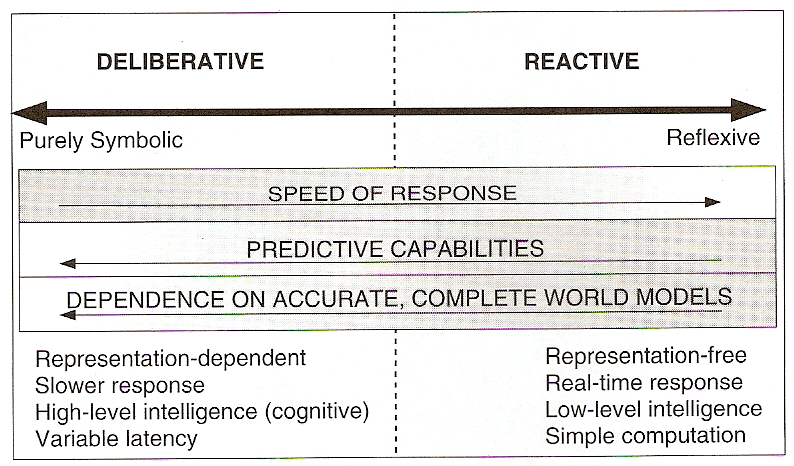 DELIBERATIVE
REACTIVE
Purely Symbolic
Reflexive
SPEED OF RESPONSE
PREDICTIVE CAPABILITIES
DEPENDENCE ON ACCURATE, COMPLETE WORLD MODELS
Representation-dependent
Slower response
High-level intelligence (cognitive)
Variable latency
Representation-free
Real-time response
Low-level intelligence
Simple computation